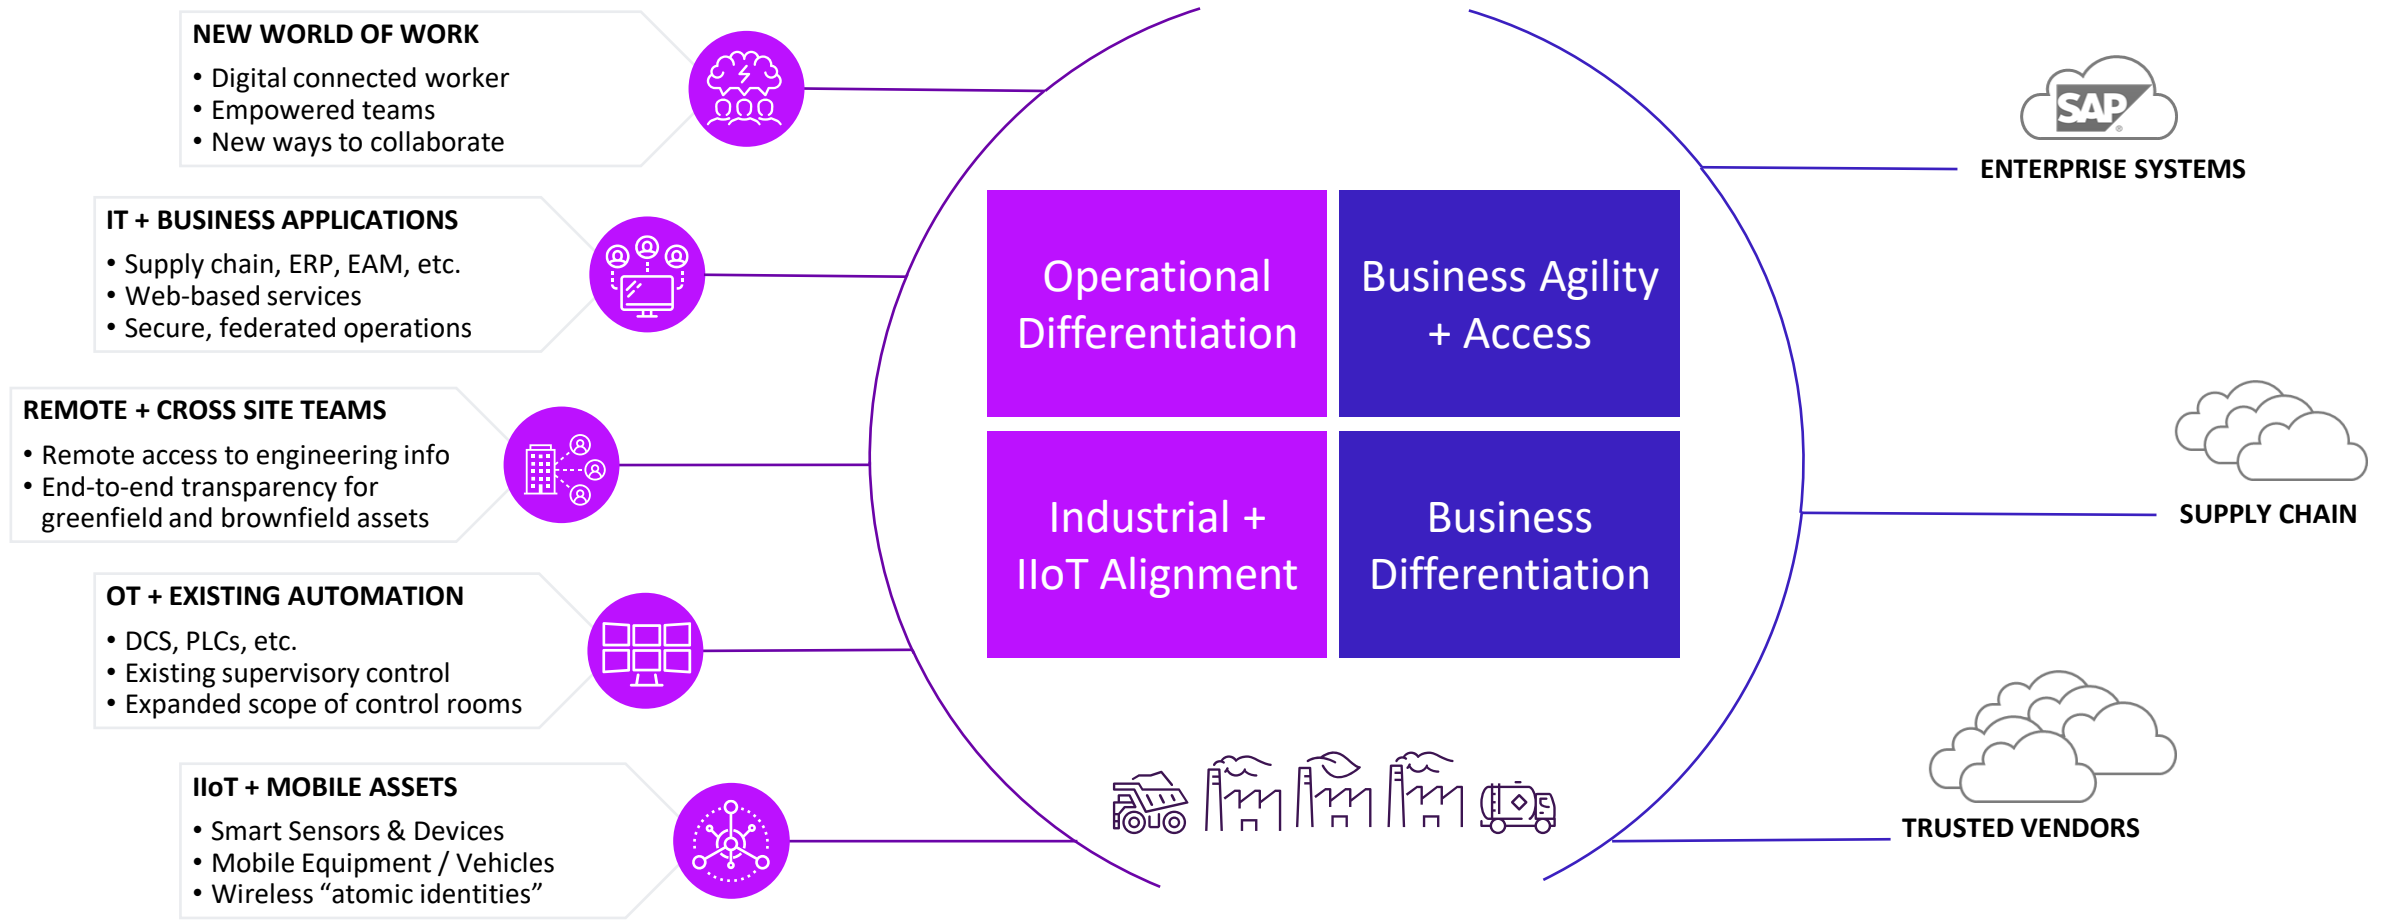 NEW WORLD OF WORK
• Digital connected worker
• Empowered teams
• New ways to collaborate
IT + BUSINESS APPLICATIONS
• Supply chain, ERP, EAM, etc.
• Web-based services
• Secure, federated operations
REMOTE + CROSS SITE TEAMS
• Remote access to engineering info
• End-to-end transparency for
greenfield and brownfield assets
OT + EXISTING AUTOMATION
• DCS, PLCs, etc.
• Existing supervisory control
• Expanded scope of control rooms
IIoT + MOBILE ASSETS
• Smart Sensors & Devices
• Mobile Equipment / Vehicles
• Wireless “atomic identities”
Operational
Differentiation
Business Agility
+ Access
Industrial +
IIoT Alignment
Business
Differentiation
SAP®
ENTERPRISE SYSTEMS
SUPPLY CHAIN
TRUSTED VENDORS